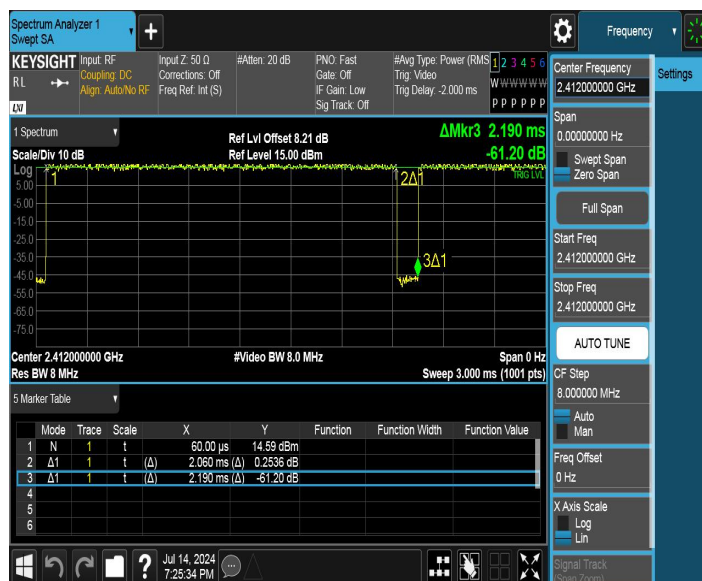 Spectrum Analyzer 1
Swept SA
+
Frequency
KEYSIGHT
RL
LXI
Input: RF
Coupling: DC
Align: Auto/No RF
Input Z: 50 Ω
Corrections: Off
Freq Ref: Int (S)
#Atten: 20 dB
PNO: Fast
Gate: Off
IF Gain: Low
Sig Track: Off
#Avg Type: Power (RMS
Trig: Video
Trig Delay: -2.000 ms
1 2 3 4 5 6
W W W W W W
P P P P P P
Center Frequency
2.412000000 GHz
Settings
Span
0.00000000 Hz
Swept Span
Zero Span
Full Span
Start Freq
2.412000000 GHz
Stop Freq
2.412000000 GHz
AUTO TUNE
CF Step
8.000000 MHz
Auto
Man
Freq Offset
0 Hz
X Axis Scale
Log
Lin
Signal Track
(Span Zoom)
1 Spectrum
Scale/Div 10 dB
Ref Lvl Offset 8.21 dB
Ref Level 15.00 dBm
ΔMkr3 2.190 ms
-61.20 dB
Log
TRIG LVL
1
2Δ1
3Δ1
5.00
-5.00
-15.0
-25.0
-35.0
-45.0
-55.0
-65.0
-75.0
Center 2.412000000 GHz
#Video BW 8.0 MHz
Span 0 Hz
Res BW 8 MHz
Sweep 3.000 ms (1001 pts)
5 Marker Table
Mode Trace Scale X Y Function Function Width Function Value
1 N 1 t 60.00 µs 14.59 dBm
2 Δ1 1 t (Δ) 2.060 ms (Δ) 0.2536 dB
3 Δ1 1 t (Δ) 2.190 ms (Δ) -61.20 dB
4
5
6
?
Jul 14, 2024
7:25:34 PM